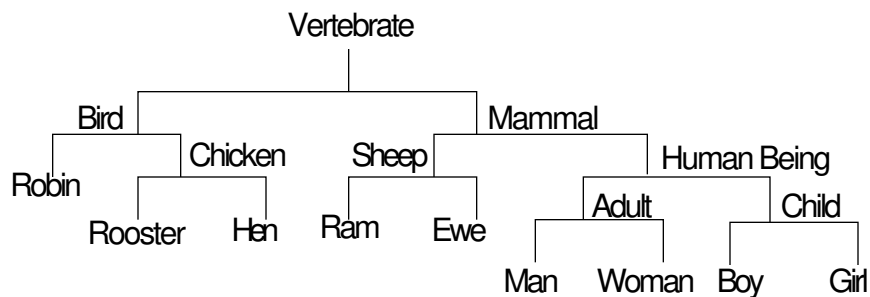 Vertebrate
Bird
Mammal
Chicken
Sheep
Human Being
Robin
Rooster
Hen
Ram
Ewe
Adult
Child
Man
Woman
Boy
Girl